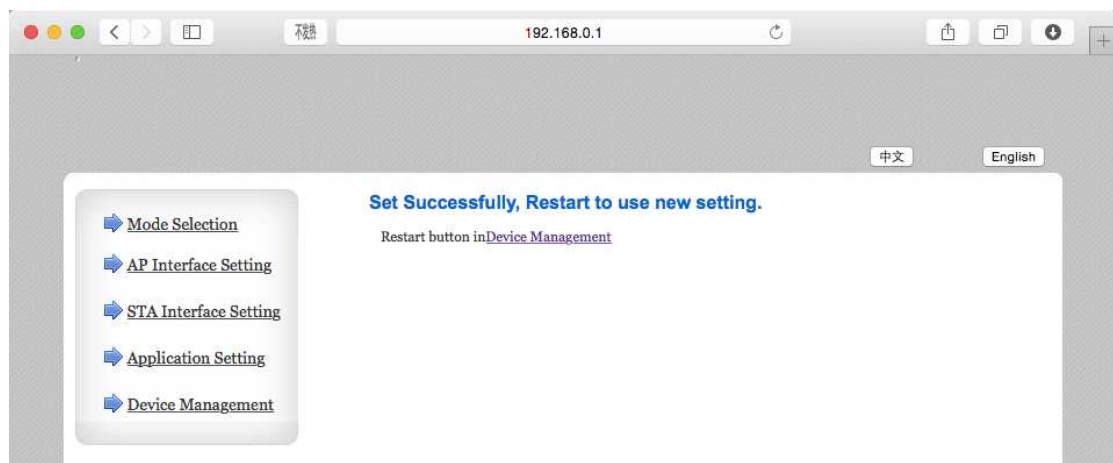 192.168.0.1
中文
English
Mode Selection
AP Interface Setting
STA Interface Setting
Application Setting
Device Management
Set Successfully, Restart to use new setting.
Restart button inDevice Management